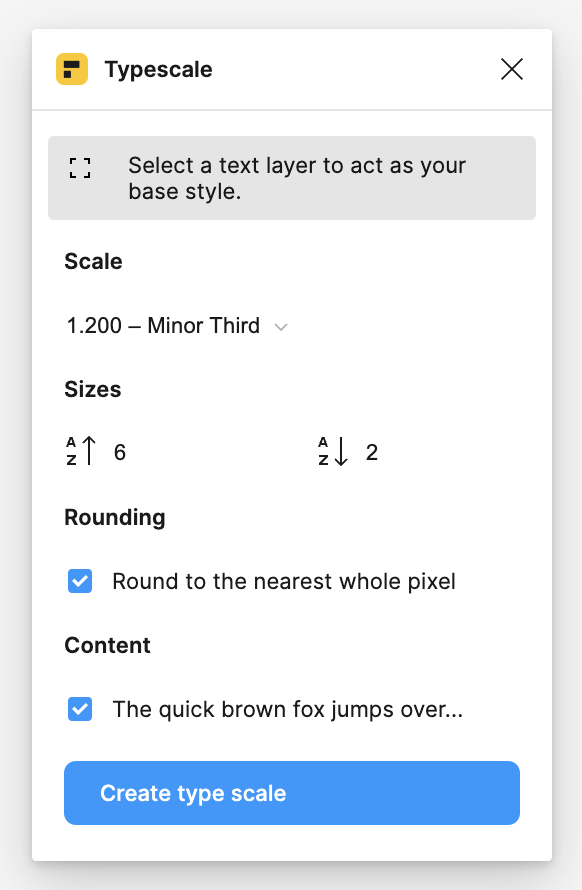 Typescale
Select a text layer to act as your
base style.
Scale
1.200 – Minor Third
Sizes
A
Z
6
A
Z
2
Rounding
Round to the nearest whole pixel
Content
The quick brown fox jumps over...
Create type scale